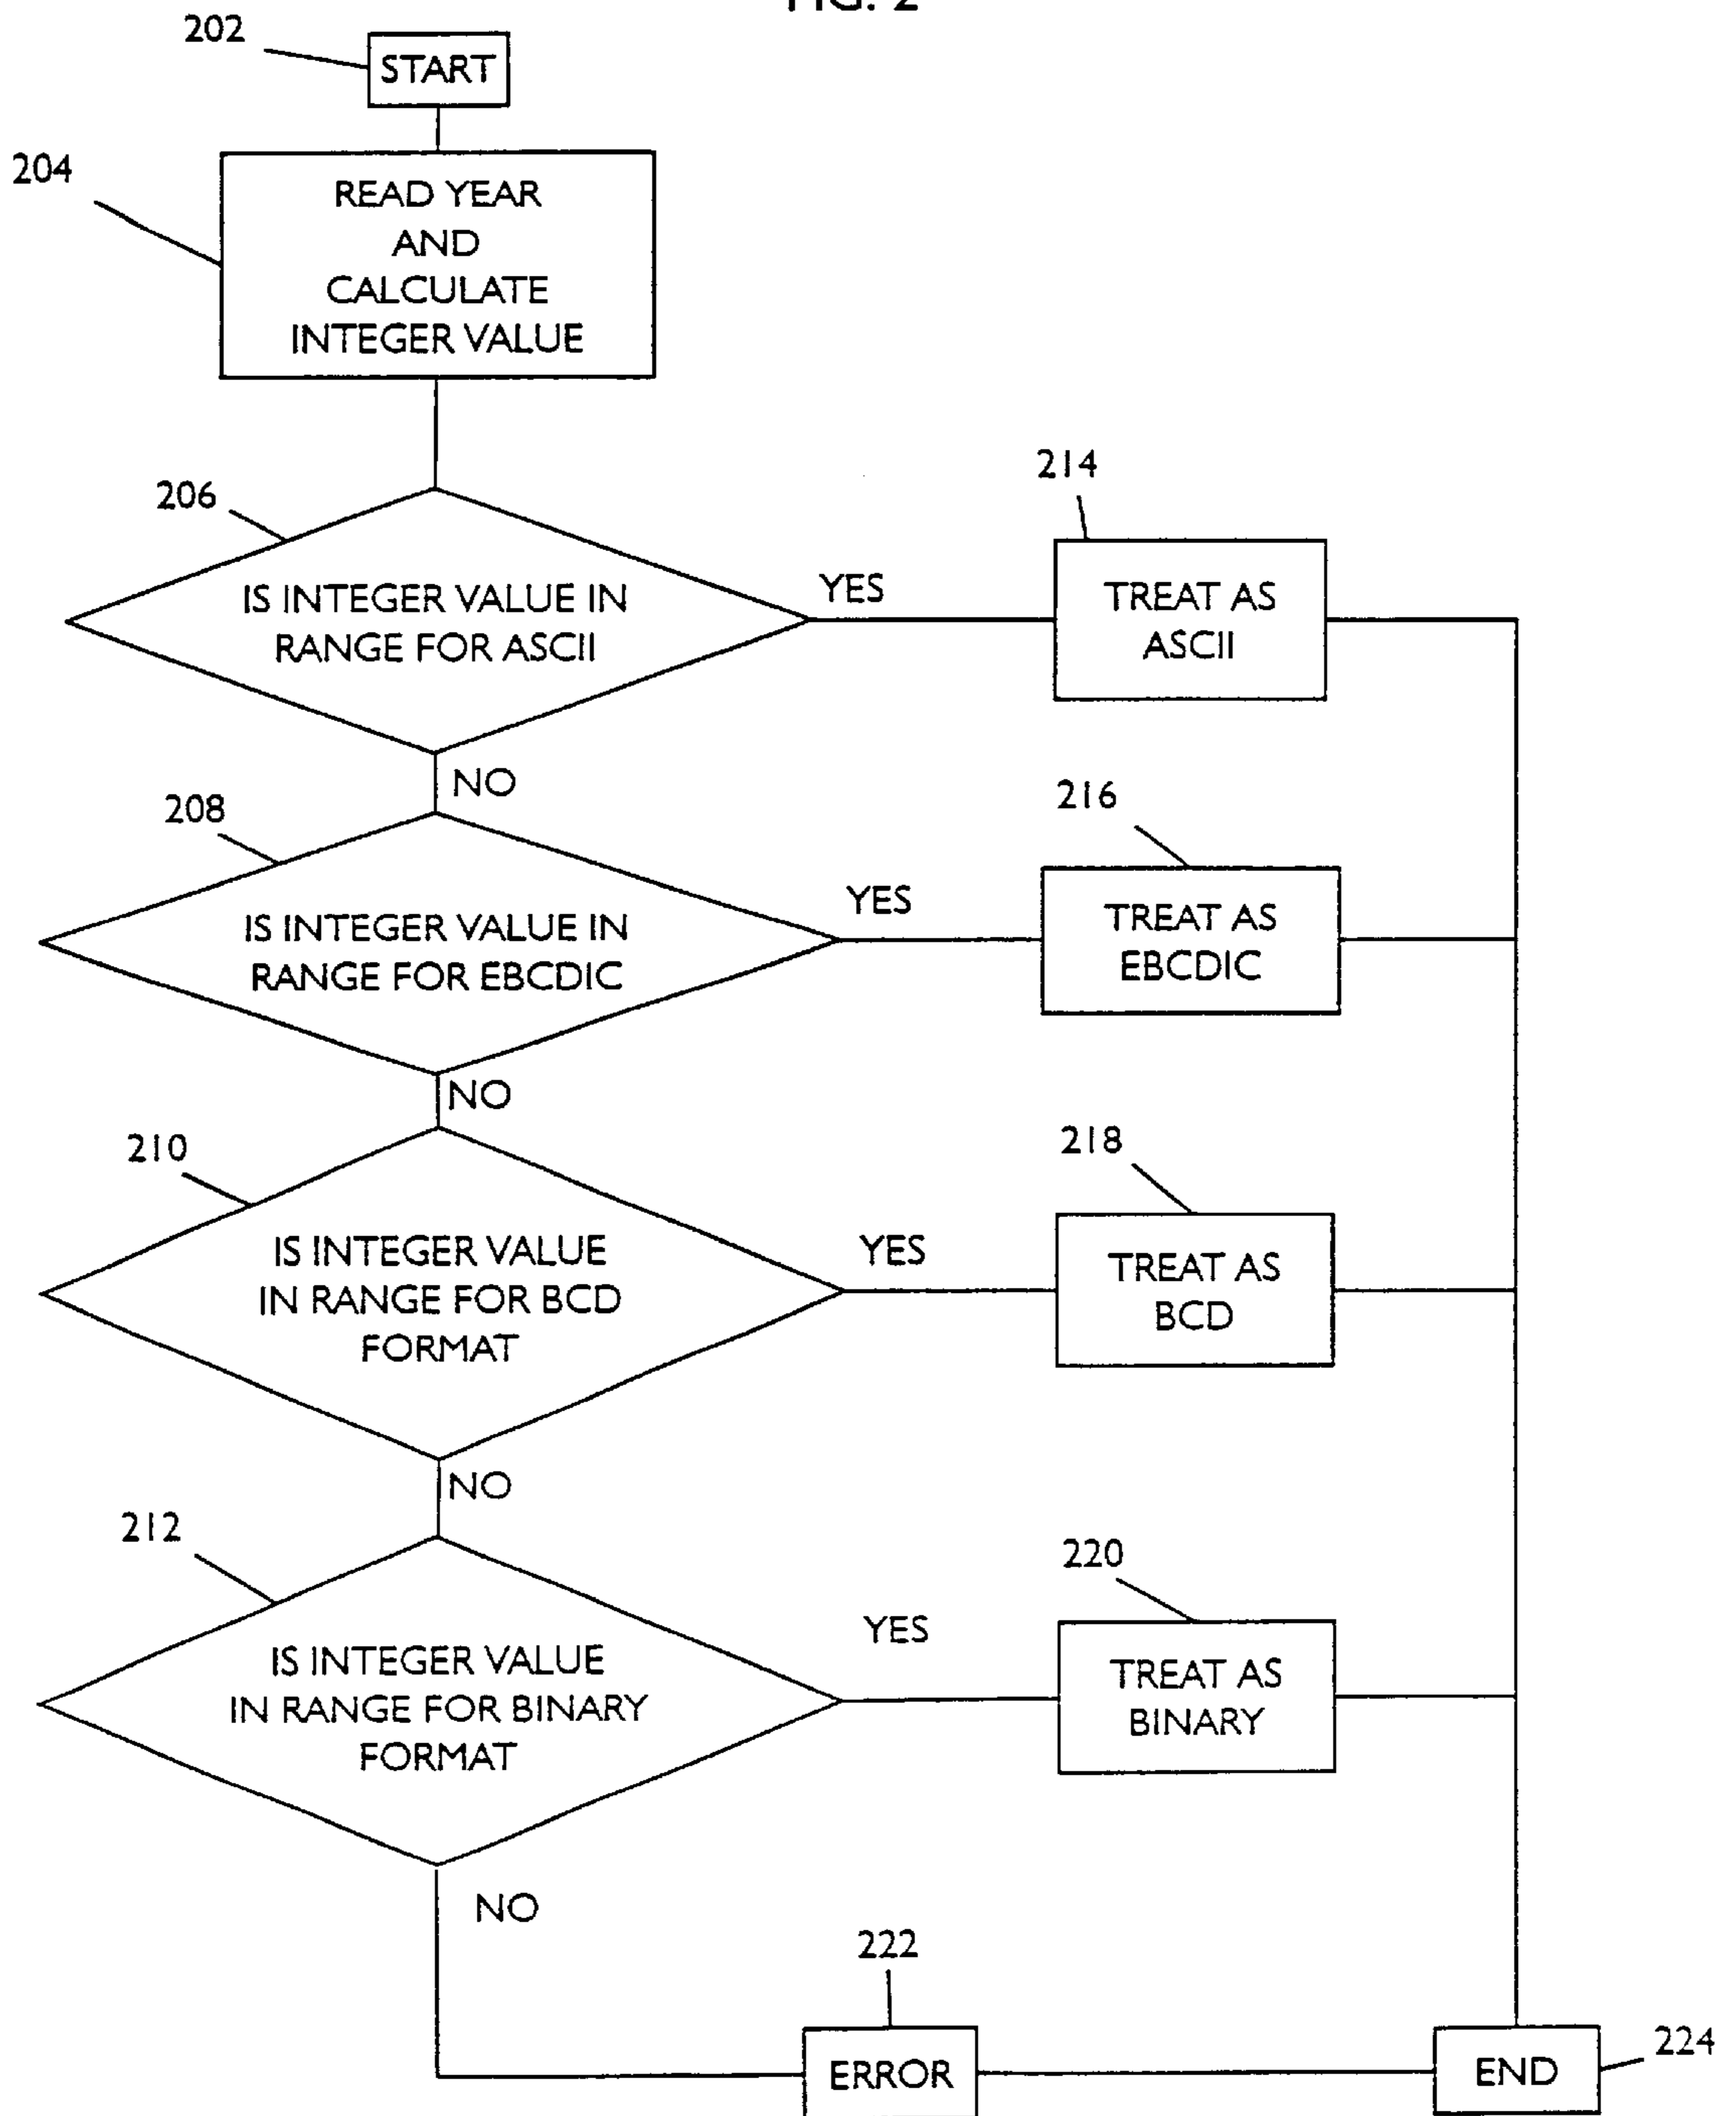 FIG. 2
202
START
204
READ YEAR
AND
CALCULATE
INTEGER VALUE
206
IS INTEGER VALUE IN
RANGE FOR ASCII
YES
214
TREAT AS
ASCII
NO
208
IS INTEGER VALUE IN
RANGE FOR EBCDIC
YES
216
TREAT AS
EBCDIC
NO
210
IS INTEGER VALUE
IN RANGE FOR BCD
FORMAT
YES
218
TREAT AS
BCD
NO
212
IS INTEGER VALUE
IN RANGE FOR BINARY
FORMAT
YES
220
TREAT AS
BINARY
NO
222
ERROR
END
224